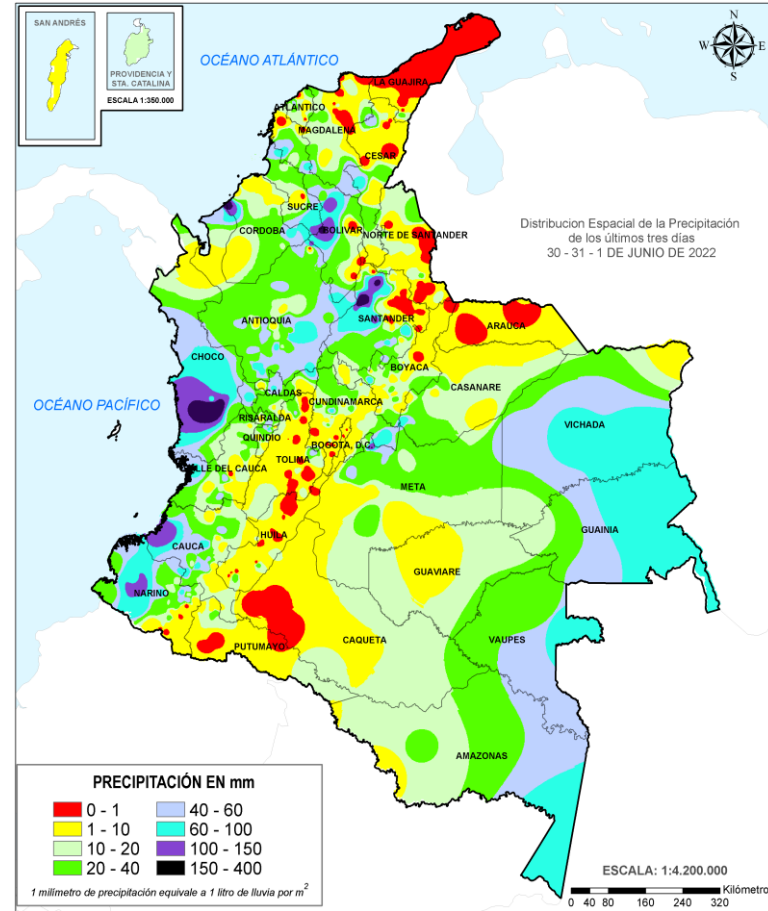 SAN ANDRÉS
PROVIDENCIA Y
STA. CATALINA
ESCALA 1:350.000
OCÉANO ATLÁNTICO
N
W
E
S
LA GUAJIRA
ATLANTICO
MAGDALENA
CESAR
SUCRE
CORDOBA
BOLIVAR
NORTE DE SANTANDER
Distribucion Espacial de la Precipitación
de los últimos tres días
30 - 31 - 1 DE JUNIO DE 2022
ANTIOQUIA
SANTANDER
ARAUCA
CHOCO
BOYACA
CASANARE
OCÉANO PACÍFICO
CALDAS
CUNDINAMARCA
RISARALDA
VICHADA
QUINDIO
BOGOTA, D.C.
TOLIMA
VALLE DEL CAUCA
META
GUAINIA
CAUCA
HUILA
GUAVIARE
NARINO
VAUPES
CAQUETA
PUTUMAYO
AMAZONAS
PRECIPITACIÓN EN mm
0 - 1
40 - 60
1 - 10
60 - 100
10 - 20
100 - 150
20 - 40
150 - 400
1 milímetro de precipitación equivale a 1 litro de lluvia por m²
ESCALA: 1:4.200.000
Kilómetro
0 40 80 160 240 320